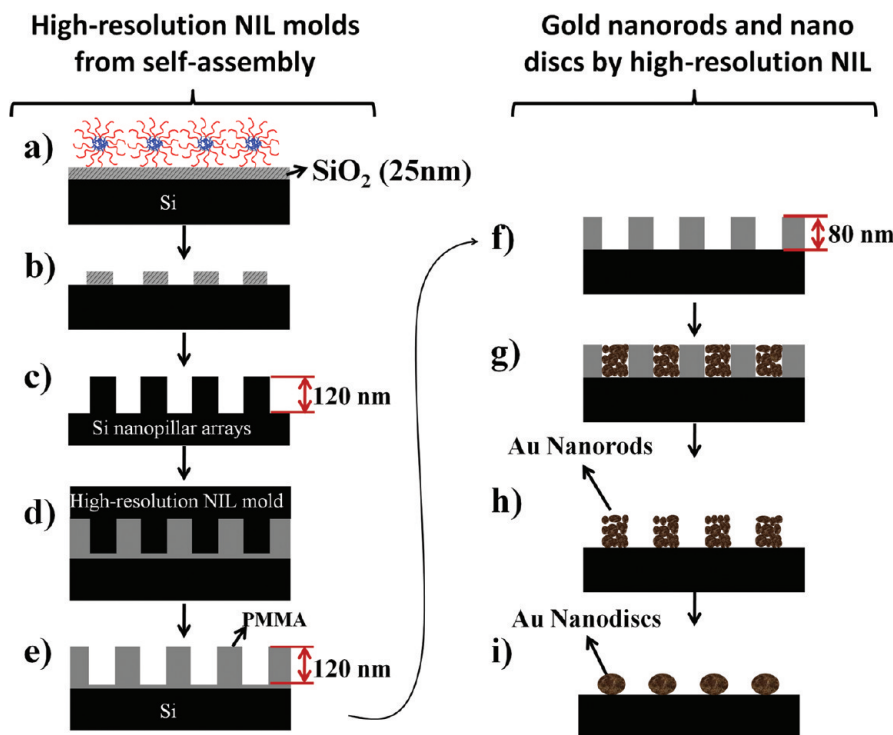 High-resolution NIL molds
from self-assembly
a)
SiO₂ (25nm)
Si
b)
c)
120 nm
Si nanopillar arrays
High-resolution NIL mold
d)
PMMA
e)
120 nm
Si
Gold nanorods and nano
discs by high-resolution NIL
f)
80 nm
g)
Au Nanorods
h)
Au Nanodiscs
i)